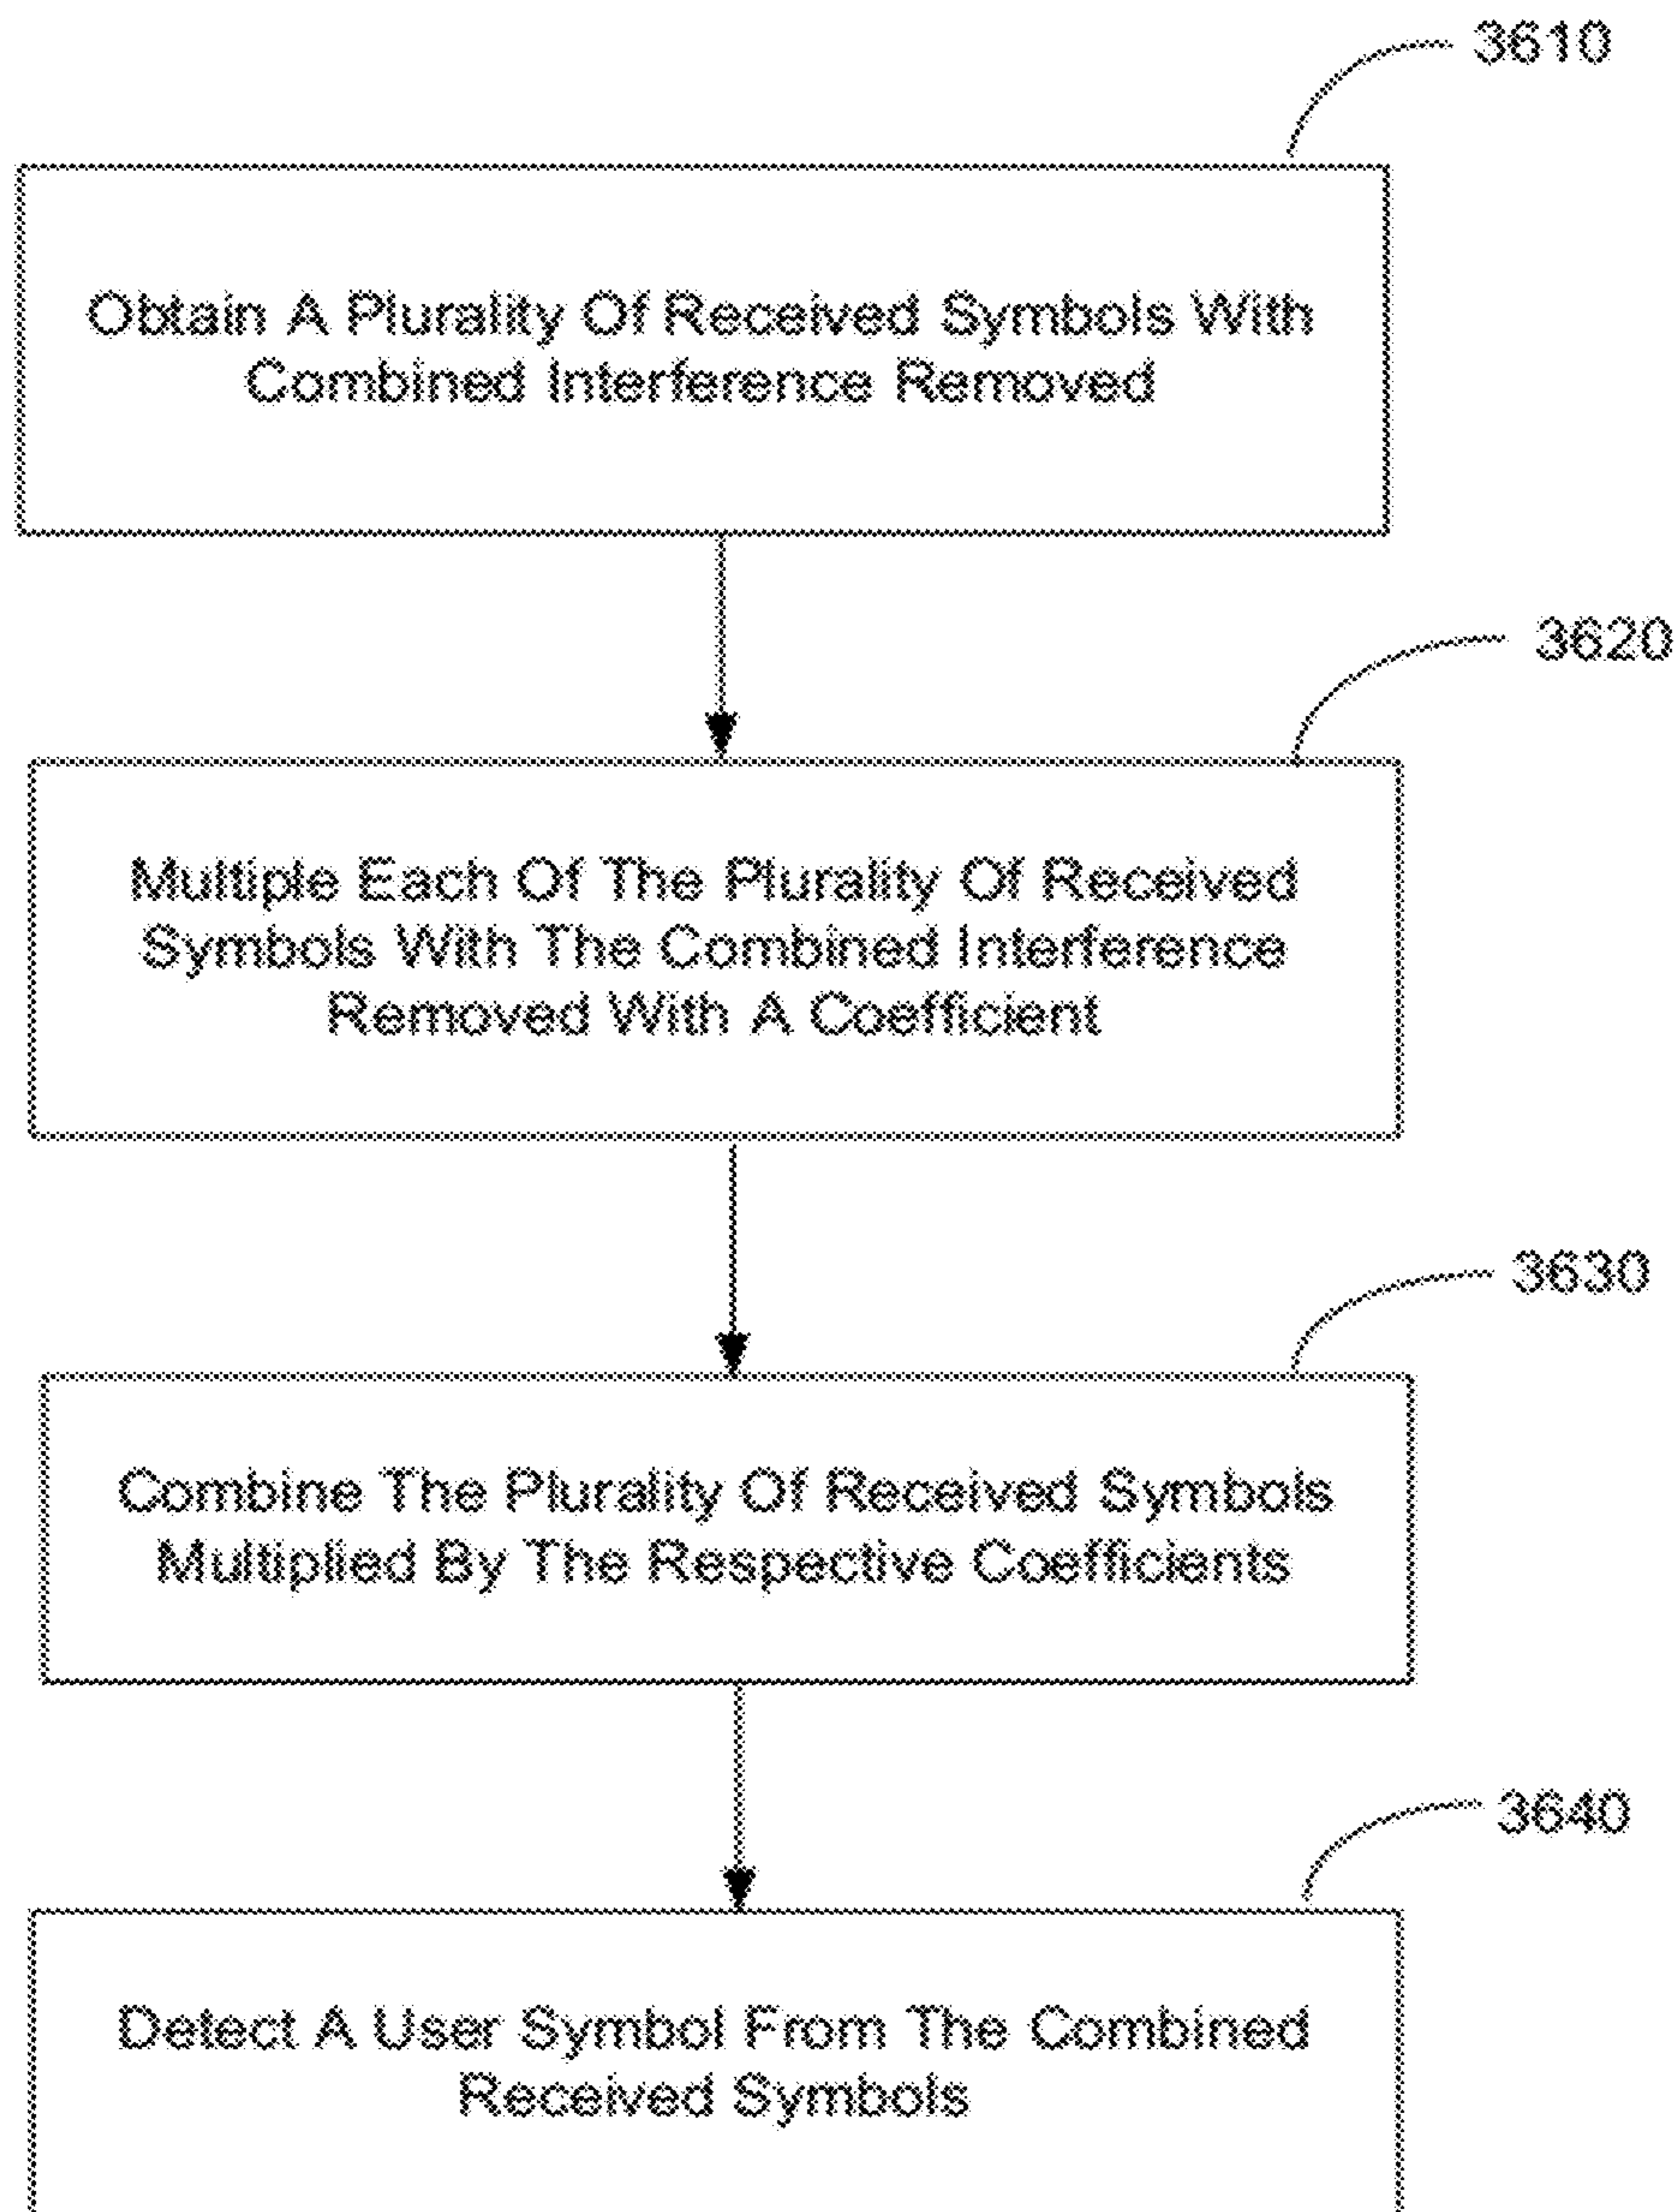 3610
Obtain A Plurality Of Received Symbols With
Combined Interference Removed
3620
Multiple Each Of The Plurality Of Received
Symbols With The Combined Interference
Removed With A Coefficient
3630
Combine The Plurality Of Received Symbols
Multiplied By The Respective Coefficients
3640
Detect A User Symbol From The Combined
Received Symbols